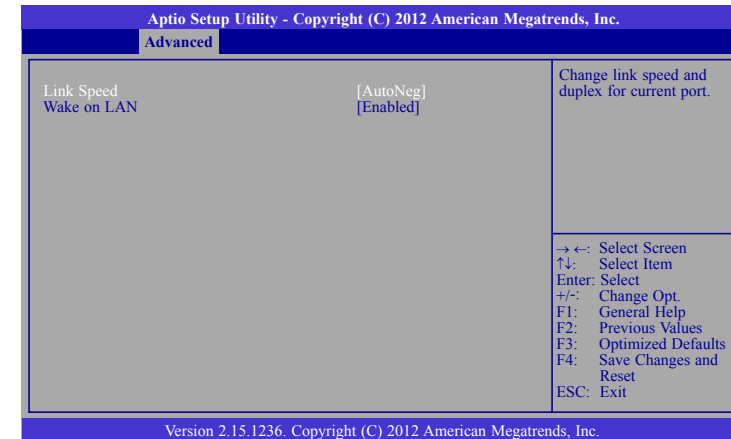 Aptio Setup Utility - Copyright (C) 2012 American Megatrends, Inc.
Advanced
Link Speed [AutoNeg]
Wake on LAN [Enabled]
Change link speed and
duplex for current port.
→ ←: Select Screen
↑↓: Select Item
Enter: Select
+/-: Change Opt.
F1: General Help
F2: Previous Values
F3: Optimized Defaults
F4: Save Changes and
Reset
ESC: Exit
Version 2.15.1236. Copyright (C) 2012 American Megatrends, Inc.